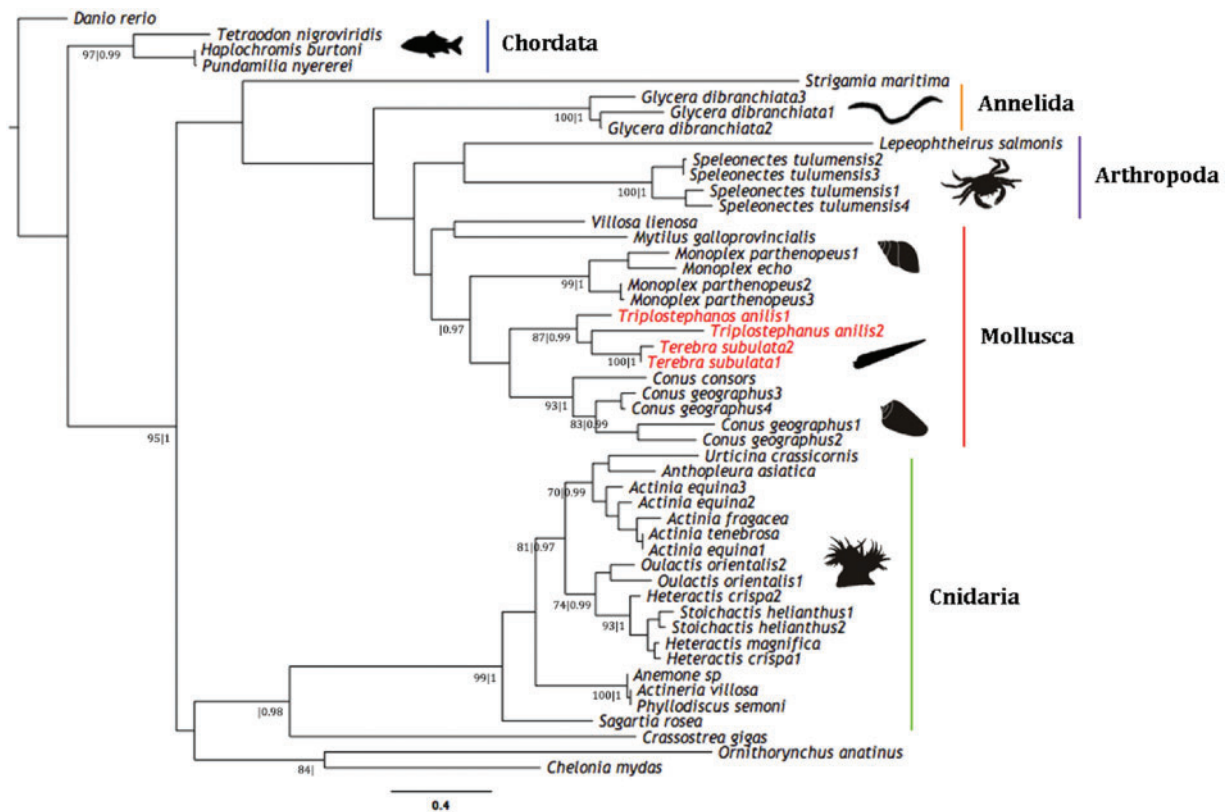 Danio rerio
Tetraodon nigroviridis
Haplochromis burtoni
97|0.99
Pundamilia nyererei
Chordata
Strigamia maritima
Glycera dibranchiata3
Glycera dibranchiata1
100|1
Glycera dibranchiata2
Annelida
Lepeophtheirus salmonis
Speleonectes tulumensis2
Speleonectes tulumensis3
100|1
Speleonectes tulumensis1
Speleonectes tulumensis4
Arthropoda
Villosa lienosa
Mytilus galloprovincialis
Monoplex parthenopeus1
Monoplex echo
99|1
Monoplex parthenopeus2
Monoplex parthenopeus3
|0.97
Triplostephanos anilis1
87|0.99
Triplostephanus anilis2
Terebra subulata2
100|1
Terebra subulata1
Mollusca
Conus consors
Conus geographus3
93|1
Conus geographus4
83|0.99
Conus geographus1
Conus geographus2
95|1
Urticina crassicornis
Anthopleura asiatica
70|0.99
Actinia equina3
Actinia equina2
Actinia fragacea
Actinia tenebrosa
81|0.97
Actinia equina1
Oulactis orientalis2
Oulactis orientalis1
74|0.99
Heteractis crispa2
Stoichactis helianthus1
93|1
Stoichactis helianthus2
Heteractis magnifica
Heteractis crispa1
Cnidaria
99|1
Anemone sp
100|1
Actineria villosa
Phyllodiscus semoni
|0.98
Sagartia rosea
Crassostrea gigas
Ornithorynchus anatinus
84|
Chelonia mydas
0.4